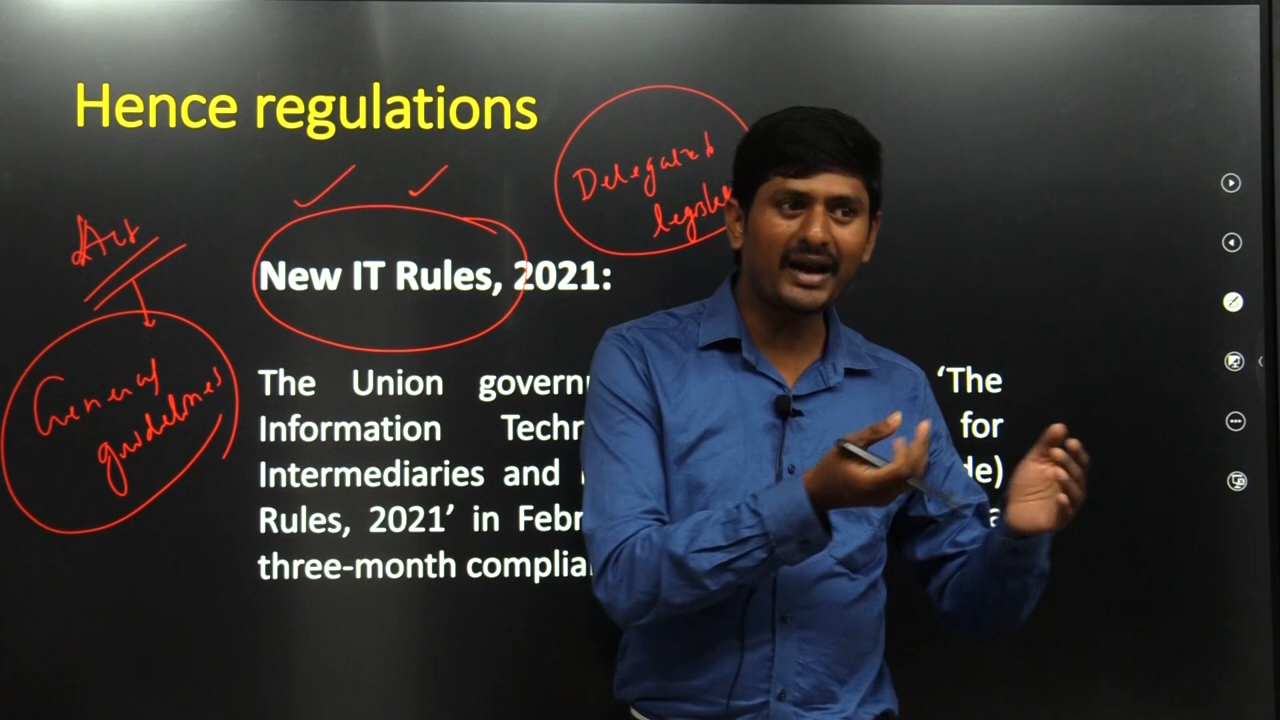 Hence regulations
Delegated
Act
New IT Rules, 2021:
General
guidelines
The Union govern ‘The
Information Techn for
Intermediaries and de)
Rules, 2021’ in Febr a
three-month complia